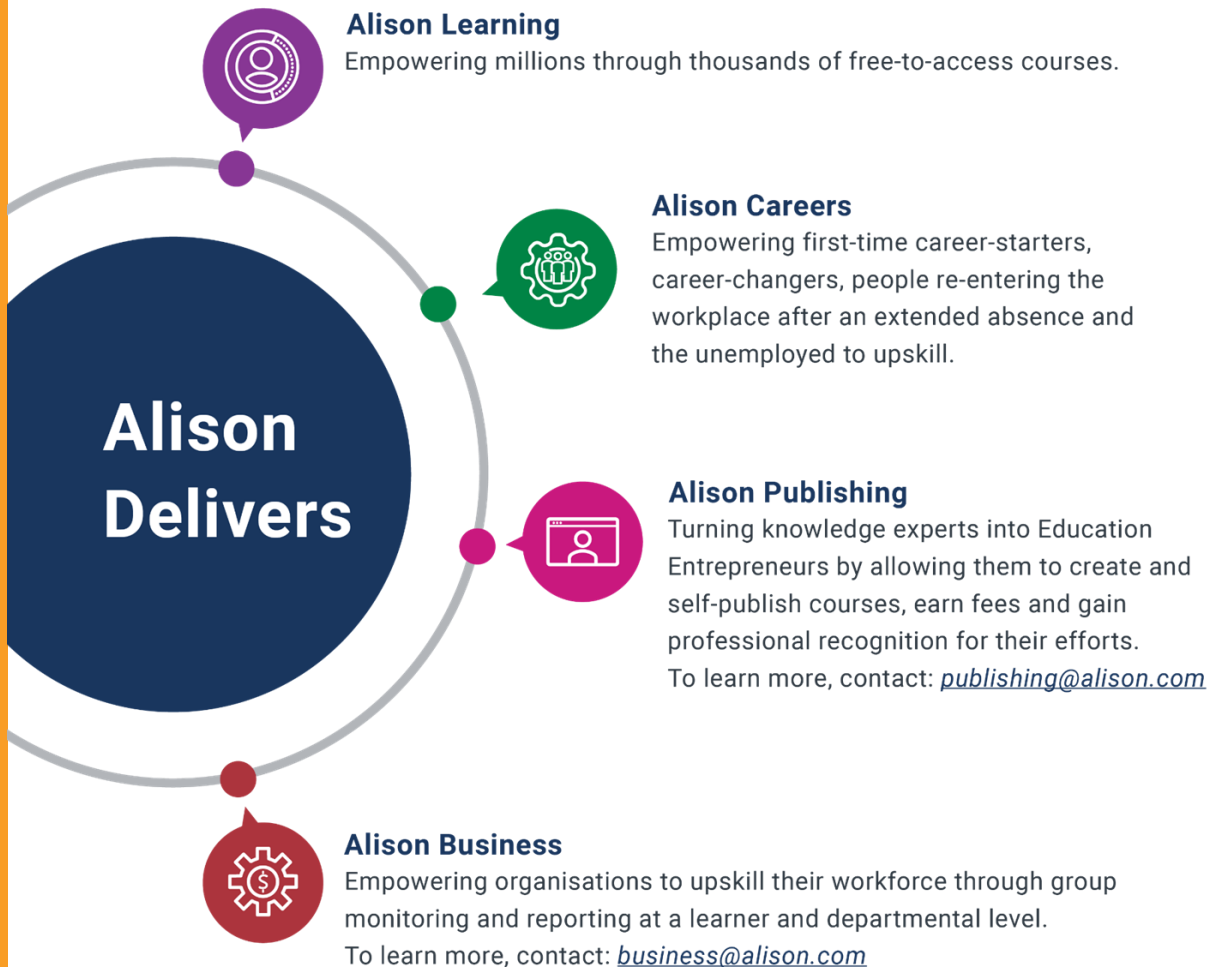 Alison Learning
Empowering millions through thousands of free-to-access courses.
Alison Careers
Empowering first-time career-starters,
career-changers, people re-entering the
workplace after an extended absence and
the unemployed to upskill.
Alison
Delivers
Alison Publishing
Turning knowledge experts into Education
Entrepreneurs by allowing them to create and
self-publish courses, earn fees and gain
professional recognition for their efforts.
To learn more, contact: publishing@alison.com
$
Alison Business
Empowering organisations to upskill their workforce through group
monitoring and reporting at a learner and departmental level.
To learn more, contact: business@alison.com